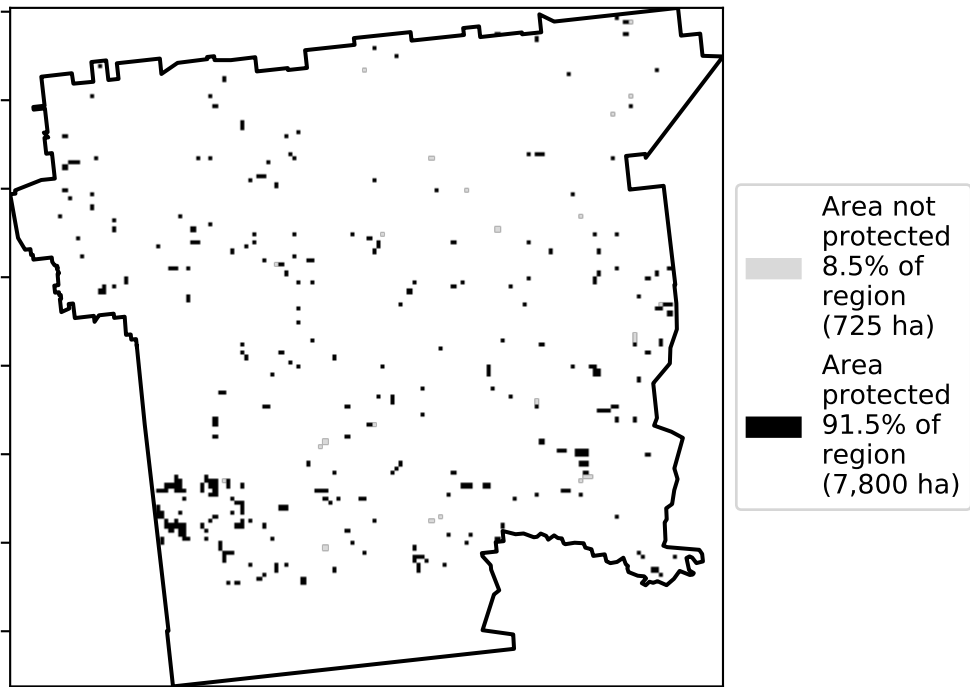 Area not
protected
8.5% of
region
(725 ha)
Area
protected
91.5% of
region
(7,800 ha)